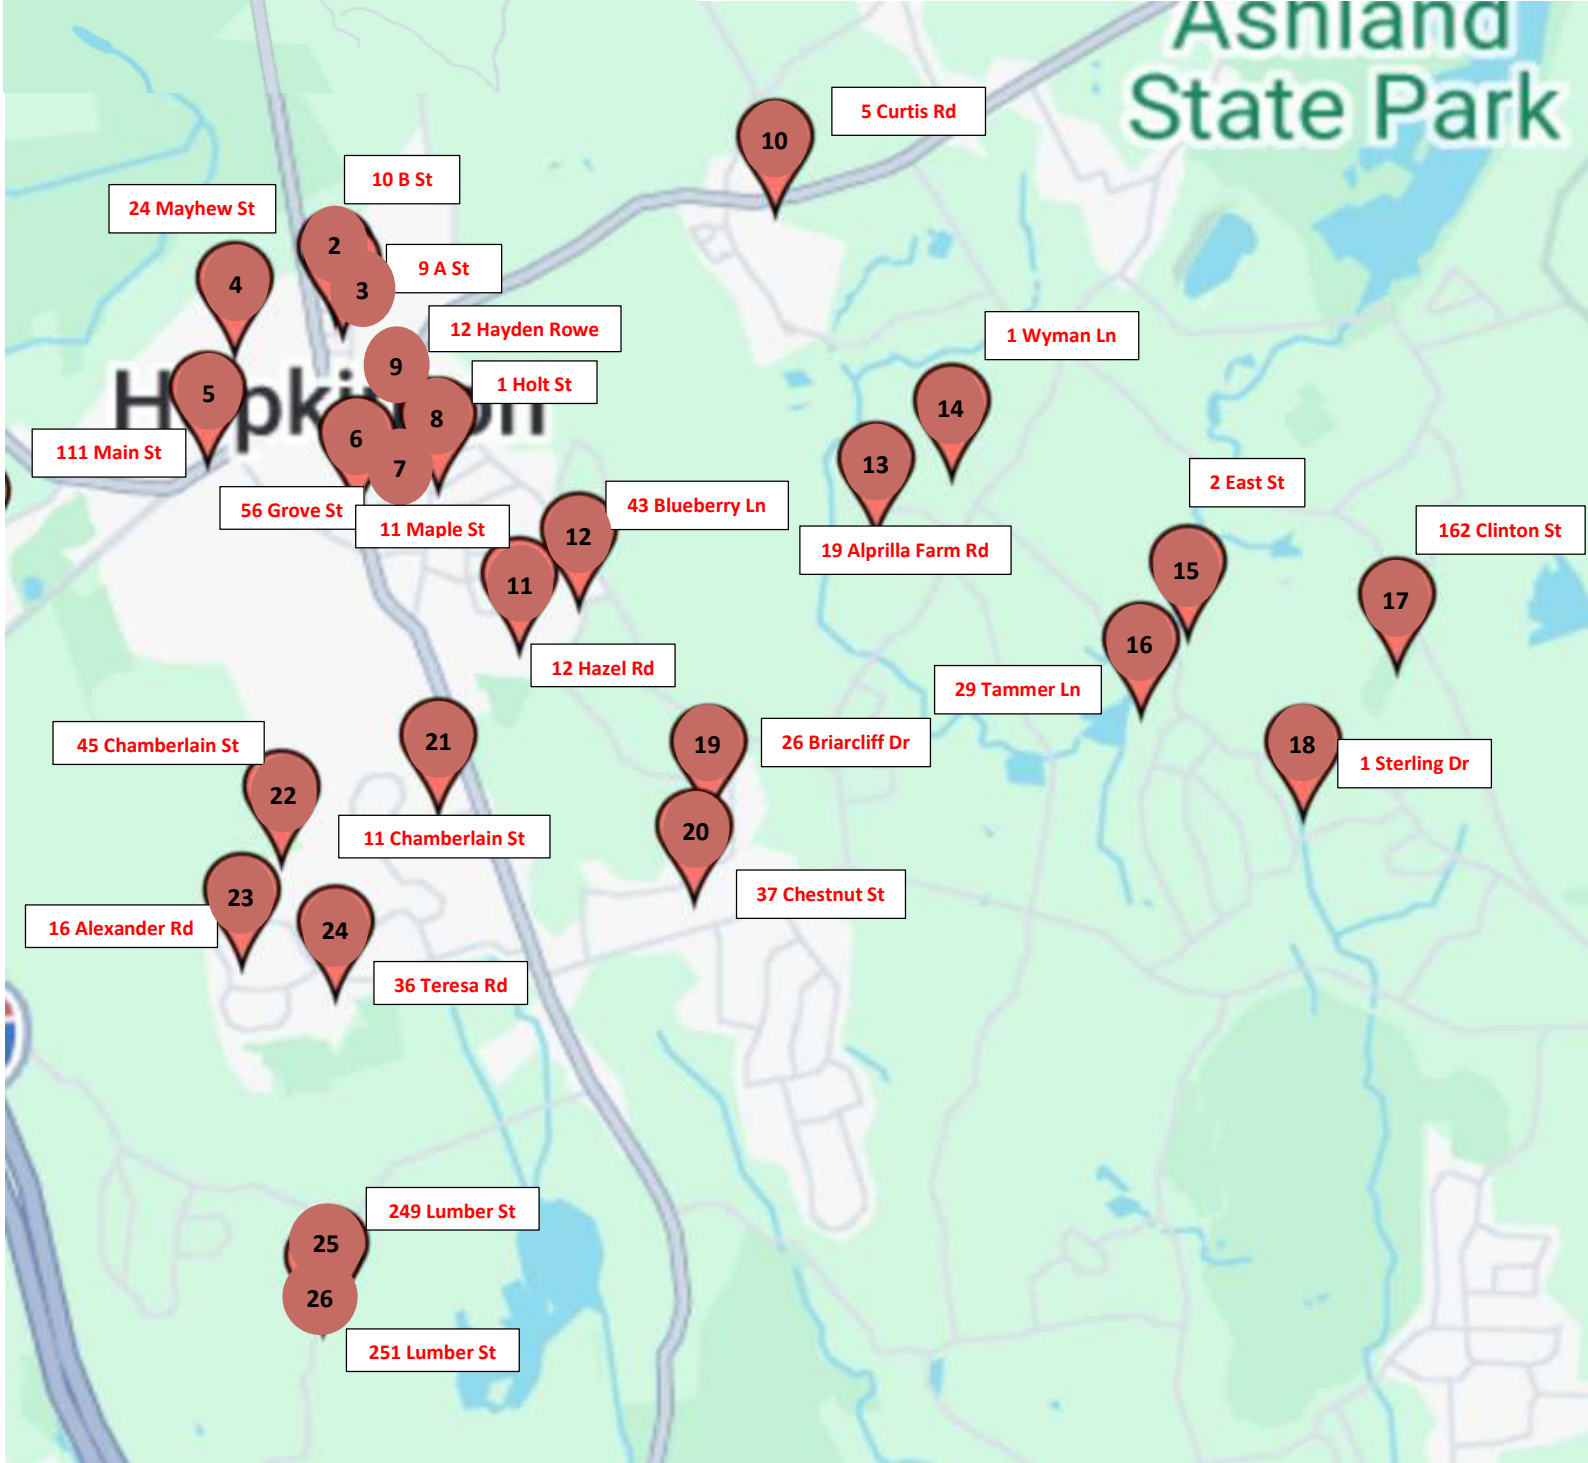 Ashland
State Park
10
5 Curtis Rd
10 B St
24 Mayhew St
2
9 A St
4
3
12 Hayden Rowe
1 Wyman Ln
9
1 Holt St
5
Hopkinton
8
14
6
111 Main St
7
13
2 East St
56 Grove St
11 Maple St
43 Blueberry Ln
12
19 Alprilla Farm Rd
162 Clinton St
11
15
17
16
12 Hazel Rd
29 Tammer Ln
45 Chamberlain St
21
19
26 Briarcliff Dr
18
1 Sterling Dr
22
11 Chamberlain St
20
23
37 Chestnut St
16 Alexander Rd
24
36 Teresa Rd
249 Lumber St
25
26
251 Lumber St